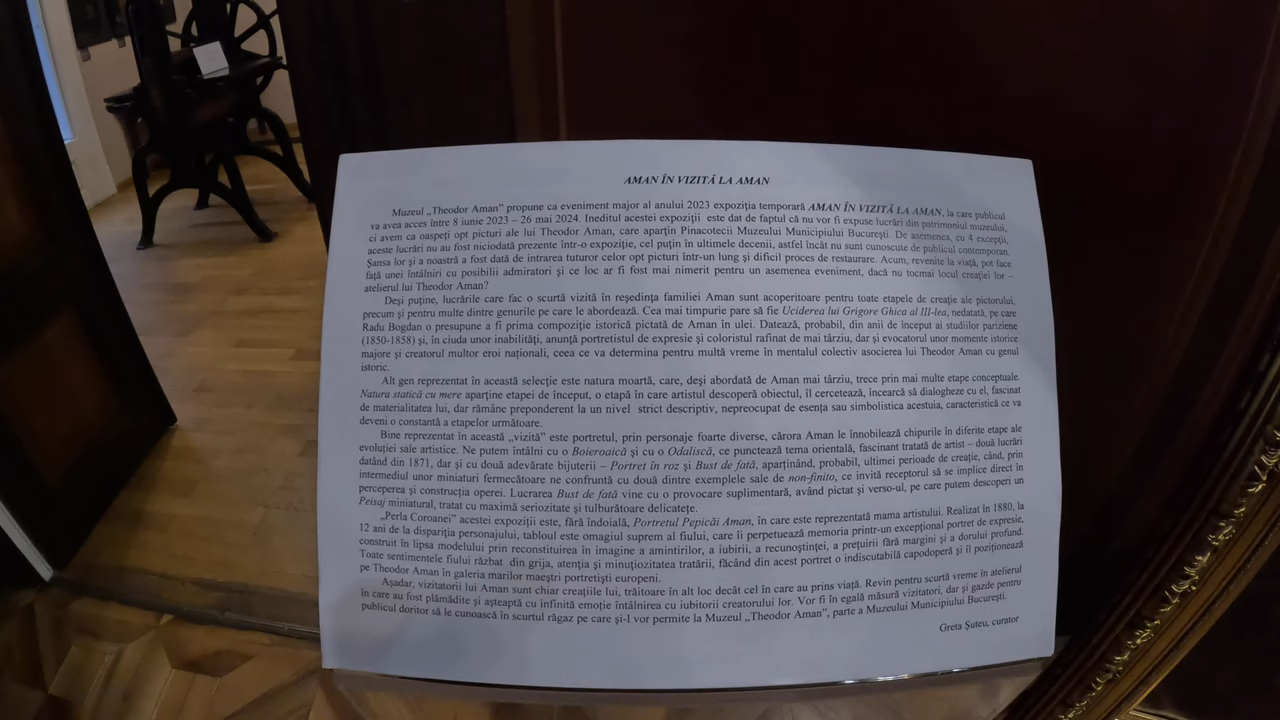 AMAN ÎN VIZITĂ LA AMAN
Muzeul „Theodor Aman” propune ca eveniment major al anului 2023 expoziția temporară AMAN ÎN VIZITĂ LA AMAN, la care publicul
va avea acces între 8 iunie 2023 – 26 mai 2024. Ineditul acestei expoziții este dat de faptul că nu vor fi expuse lucrări din patrimoniul muzeului,
ci avem ca oaspeți opt picturi ale lui Theodor Aman, care aparțin Pinacotecii Muzeului Municipiului București. De asemenea, cu 4 excepții,
aceste lucrări nu au fost niciodată prezente într-o expoziție, cel puțin în ultimele decenii, astfel încât nu sunt cunoscute de publicul contemporan.
Șansa lor și a noastră a fost dată de intrarea tuturor celor opt picturi într-un lung și dificil proces de restaurare. Acum, revenite la viață, pot face
față unei întâlniri cu posibilii admiratori și ce loc ar fi fost mai nimerit pentru un asemenea eveniment, dacă nu tocmai locul creației lor –
atelierul lui Theodor Aman?
Deși puține, lucrările care fac o scurtă vizită în reședința familiei Aman sunt acoperitoare pentru toate etapele de creație ale pictorului,
precum și pentru multe dintre genurile pe care le abordează. Cea mai timpurie pare să fie Uciderea lui Grigore Ghica al III-lea, nedatată, pe care
Radu Bogdan o presupune a fi prima compoziție istorică pictată de Aman în ulei. Datează, probabil, din anii de început ai studiilor pariziene
(1850-1858) și, în ciuda unor inabilități, anunță portretistul de expresie și coloristul rafinat de mai târziu, dar și evocatorul unor momente istorice
majore și creatorul multor eroi naționali, ceea ce va determina pentru multă vreme în mentalul colectiv asocierea lui Theodor Aman cu genul
istoric.
Alt gen reprezentat în această selecție este natura moartă, care, deși abordată de Aman mai târziu, trece prin mai multe etape conceptuale.
Natura statică cu mere aparține etapei de început, o etapă în care artistul descoperă obiectul, îl cercetează, încearcă să dialogheze cu el, fascinat
de materialitatea lui, dar rămâne preponderent la un nivel strict descriptiv, nepreocupat de esența sau simbolistica acestuia, caracteristică ce va
deveni o constantă a etapelor următoare.
Bine reprezentat în această „vizită” este portretul, prin personaje foarte diverse, cărora Aman le înnobilează chipurile în diferite etape ale
evoluției sale artistice. Ne putem întâlni cu o Boieroaică și cu o Odaliscă, ce punctează tema orientală, fascinant tratată de artist – două lucrări
datând din 1871, dar și cu două adevărate bijuterii – Portret în roz și Bust de fată, aparținând, probabil, ultimei perioade de creație, când, prin
intermediul unor miniaturi fermecătoare ne confruntă cu două dintre exemplele sale de non-finito, ce invită receptorul să se implice direct în
perceperea și construcția operei. Lucrarea Bust de fată vine cu o provocare suplimentară, având pictat și verso-ul, pe care putem descoperi un
Peisaj miniatural, tratat cu maximă seriozitate și tulburătoare delicatețe.
„Perla Coroanei” acestei expoziții este, fără îndoială, Portretul Pepicăi Aman, în care este reprezentată mama artistului. Realizat în 1880, la
12 ani de la dispariția personajului, tabloul este omagiul suprem al fiului, care îi perpetuează memoria printr-un excepțional portret de expresie,
construit în lipsa modelului prin reconstituirea în imagine a amintirilor, a iubirii, a recunoștinței, a prețuirii fără margini și a dorului profund.
Toate sentimentele fiului răzbat din grija, atenția și minuțiozitatea tratării, făcând din acest portret o indiscutabilă capodoperă și îl poziționează
pe Theodor Aman în galeria marilor maeștri portretiști europeni.
Așadar, vizitatorii lui Aman sunt chiar creațiile lui, trăitoare în alt loc decât cel în care au prins viață. Revin pentru scurtă vreme în atelierul
în care au fost plămădite și așteaptă cu infinită emoție întâlnirea cu iubitorii creatorului lor. Vor fi în egală măsură vizitatori, dar și gazde pentru
publicul doritor să le cunoască în scurtul răgaz pe care și-l vor permite la Muzeul „Theodor Aman”, parte a Muzeului Municipiului București.
Greta Șuteu, curator